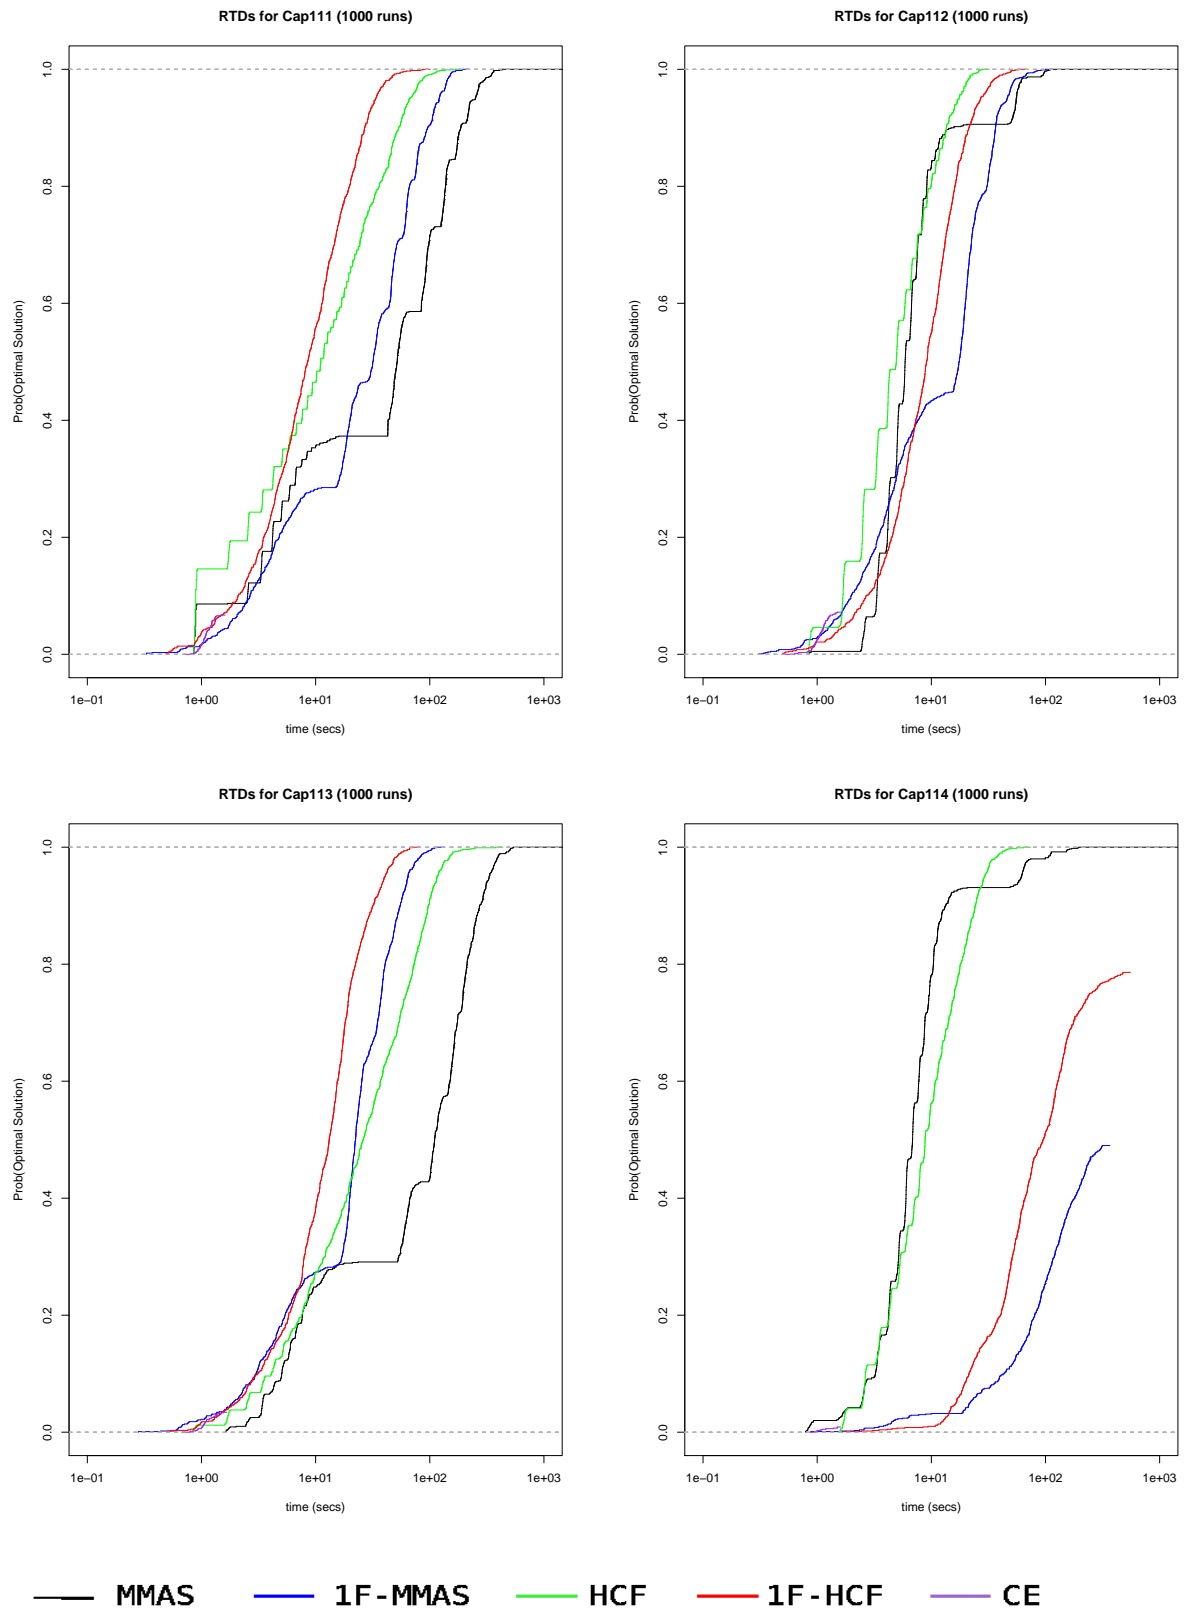 RTDs for Cap111 (1000 runs)
Prob(Optimal Solution)
1.0
0.8
0.6
0.4
0.2
0.0
1e−01 1e+00 1e+01 1e+02 1e+03
time (secs)
RTDs for Cap112 (1000 runs)
Prob(Optimal Solution)
1.0
0.8
0.6
0.4
0.2
0.0
1e−01 1e+00 1e+01 1e+02 1e+03
time (secs)
RTDs for Cap113 (1000 runs)
Prob(Optimal Solution)
1.0
0.8
0.6
0.4
0.2
0.0
1e−01 1e+00 1e+01 1e+02 1e+03
time (secs)
RTDs for Cap114 (1000 runs)
Prob(Optimal Solution)
1.0
0.8
0.6
0.4
0.2
0.0
1e−01 1e+00 1e+01 1e+02 1e+03
time (secs)
MMAS 1F-MMAS HCF 1F-HCF CE